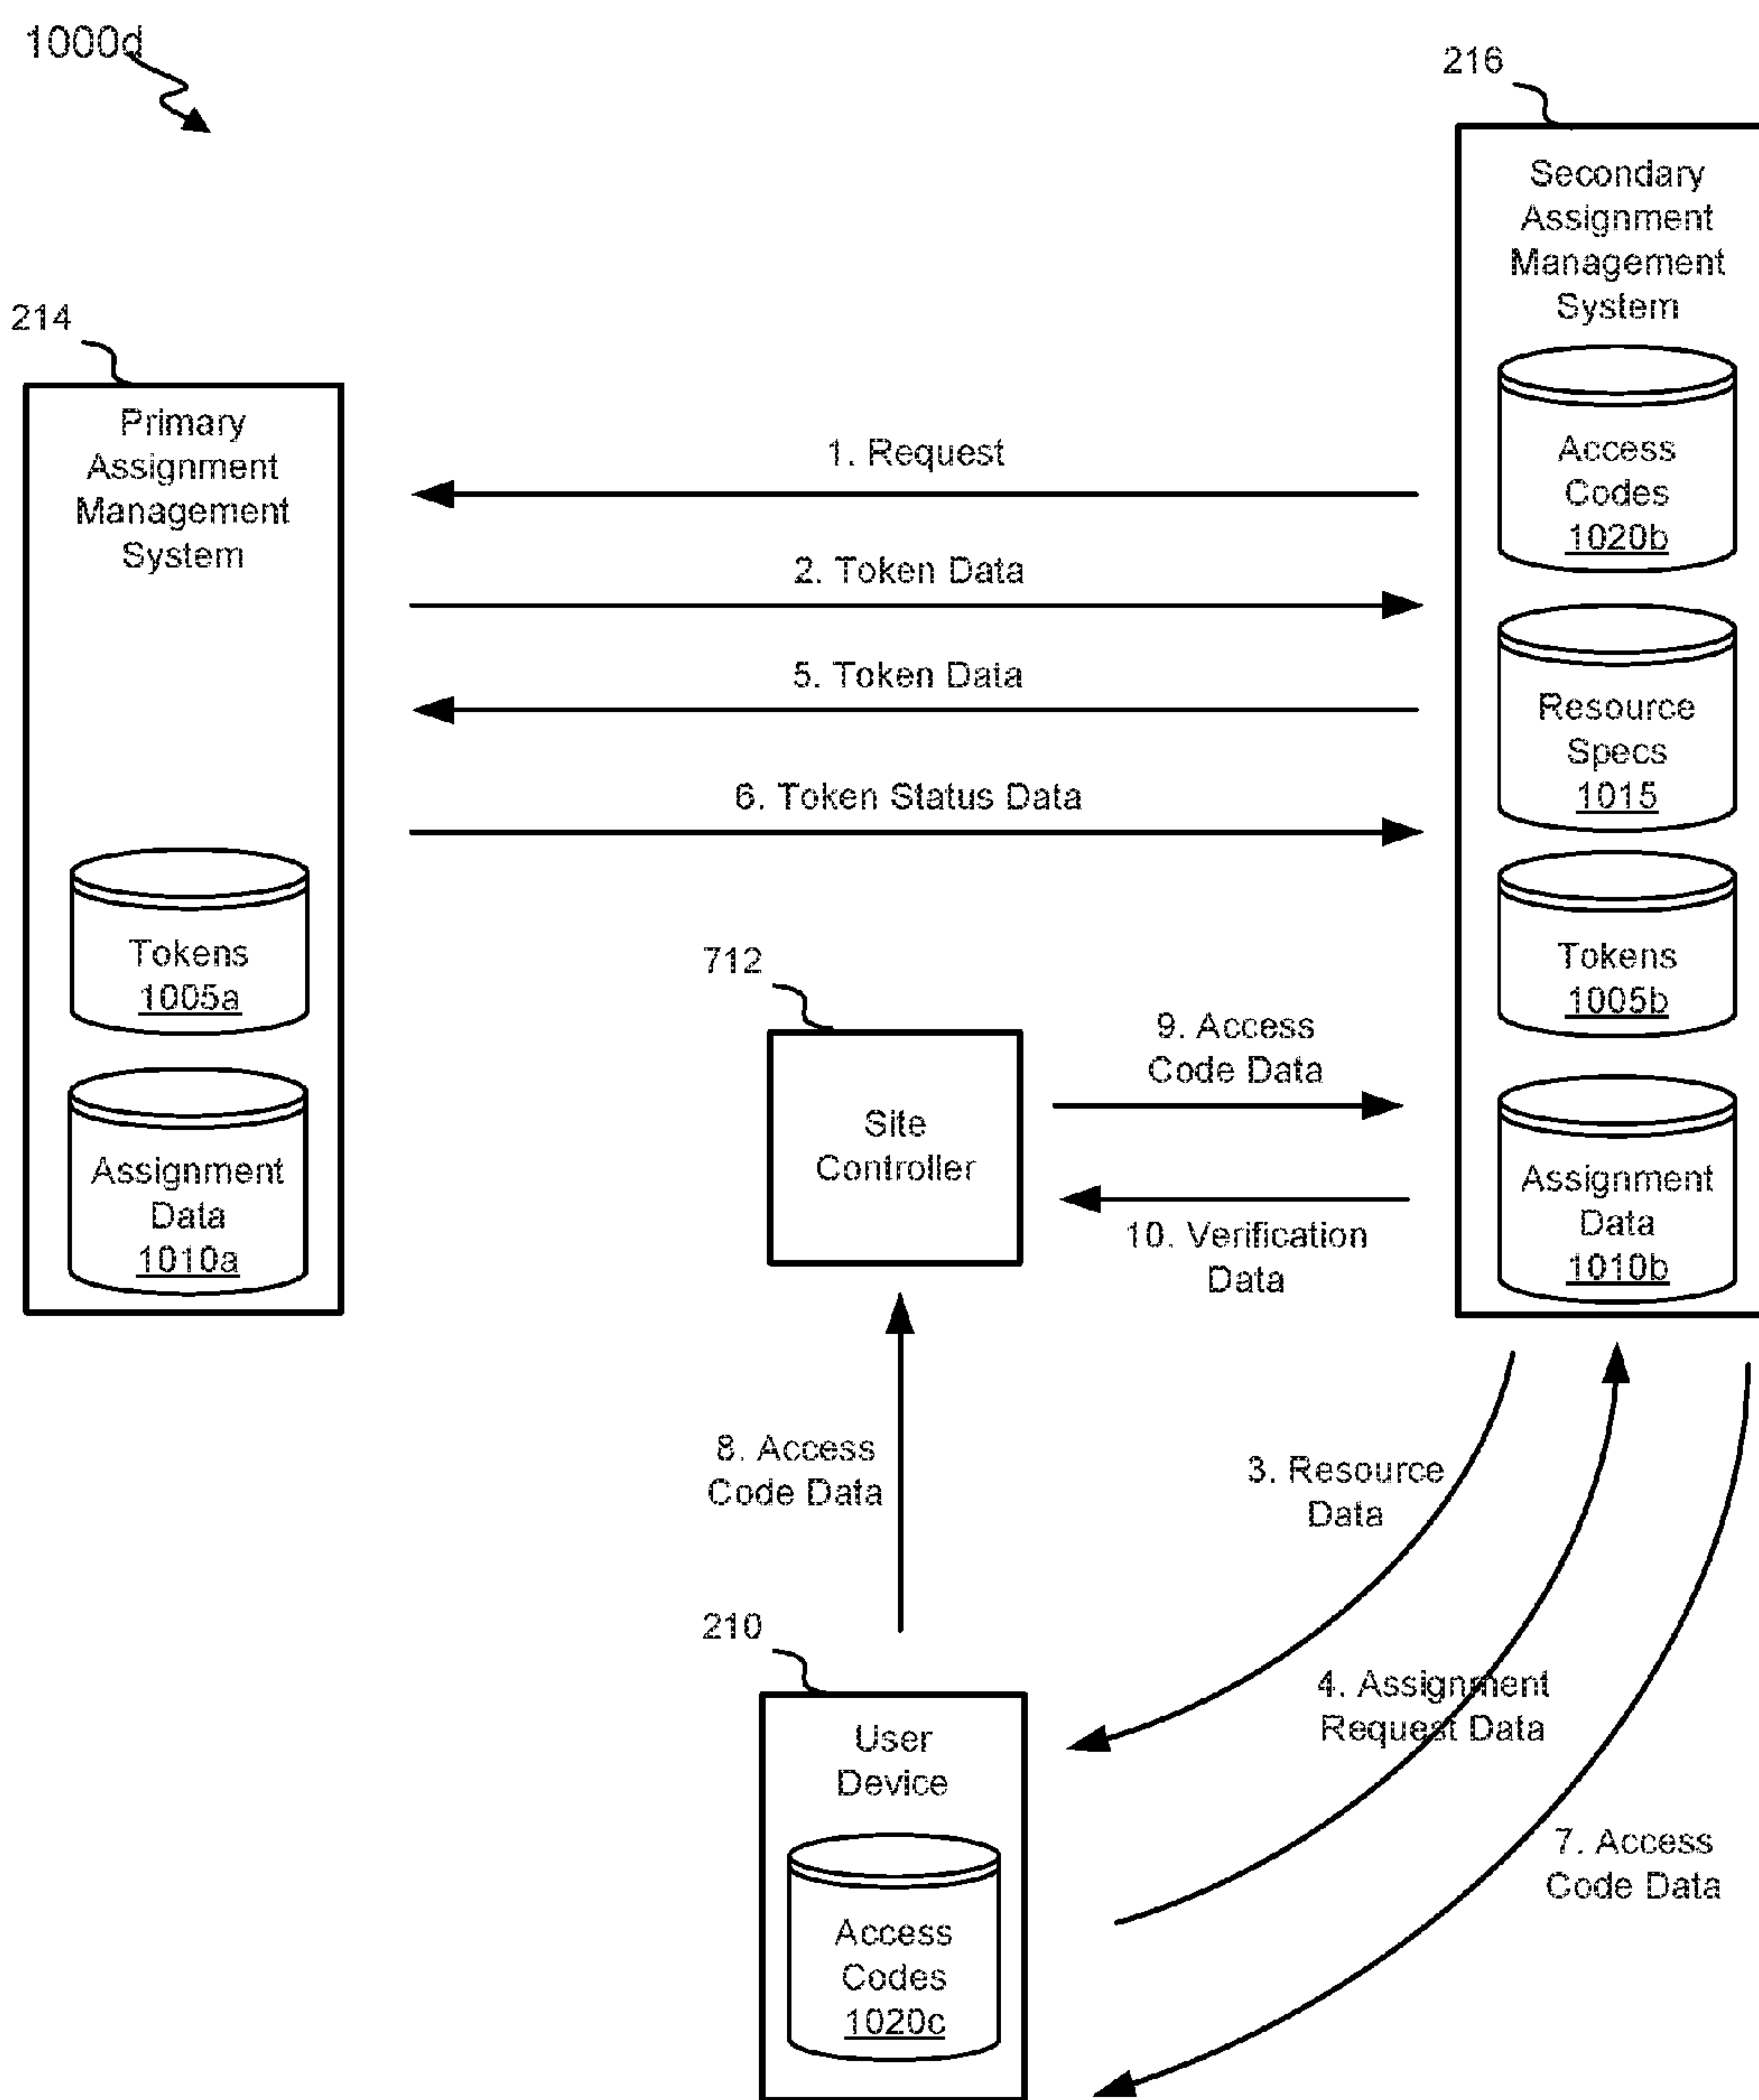 1000d
216
Secondary
Assignment
Management
System
Access
Codes
1020b
Resource
Specs
1015
Tokens
1005b
Assignment
Data
1010b
214
Primary
Assignment
Management
System
Tokens
1005a
Assignment
Data
1010a
1. Request
2. Token Data
5. Token Data
6. Token Status Data
712
Site
Controller
9. Access
Code Data
10. Verification
Data
8. Access
Code Data
3. Resource
Data
4. Assignment
Request Data
7. Access
Code Data
210
User
Device
Access
Codes
1020c